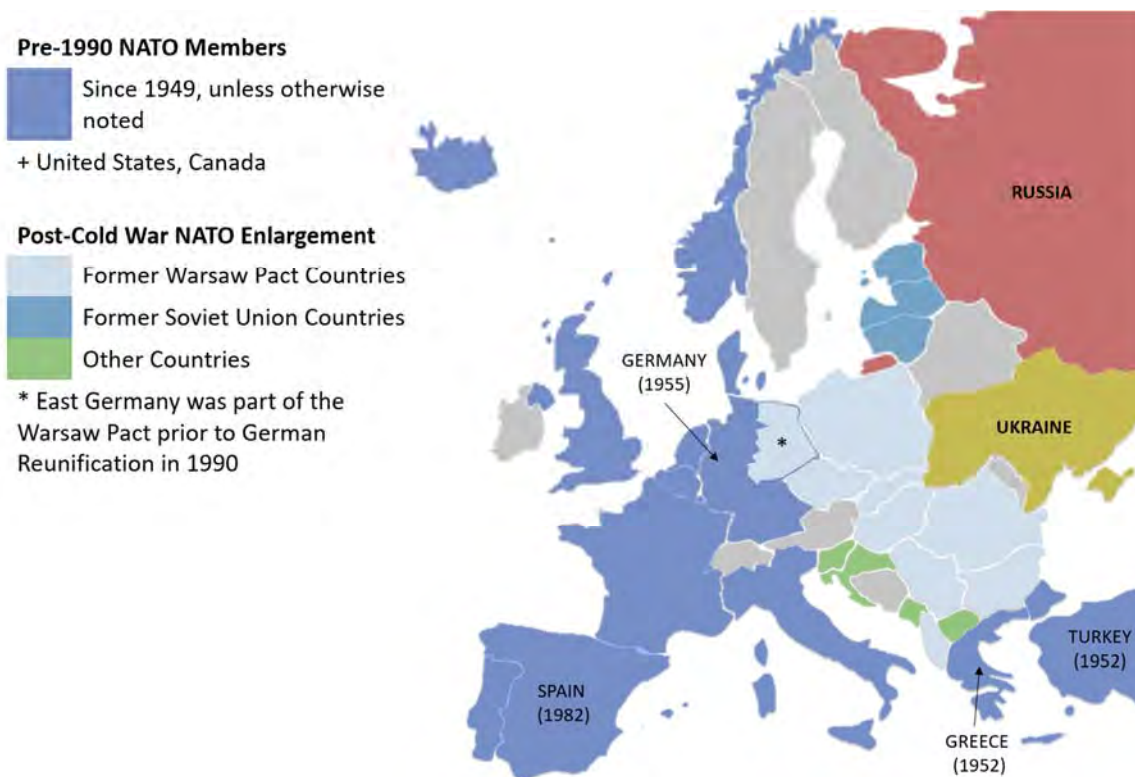 Pre-1990 NATO Members
Since 1949, unless otherwise
noted
+ United States, Canada
Post-Cold War NATO Enlargement
Former Warsaw Pact Countries
Former Soviet Union Countries
Other Countries
* East Germany was part of the
Warsaw Pact prior to German
Reunification in 1990
RUSSIA
GERMANY
(1955)
*
UKRAINE
SPAIN
(1982)
TURKEY
(1952)
GREECE
(1952)